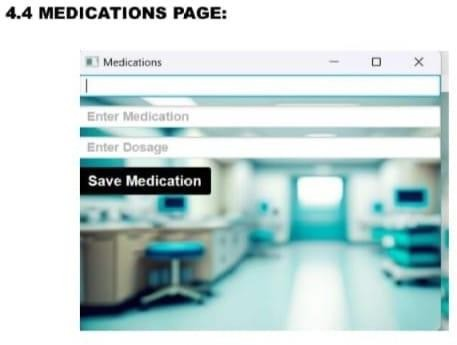 4.4 MEDICATIONS PAGE:
Medications
Enter Medication
Enter Dosage
Save Medication